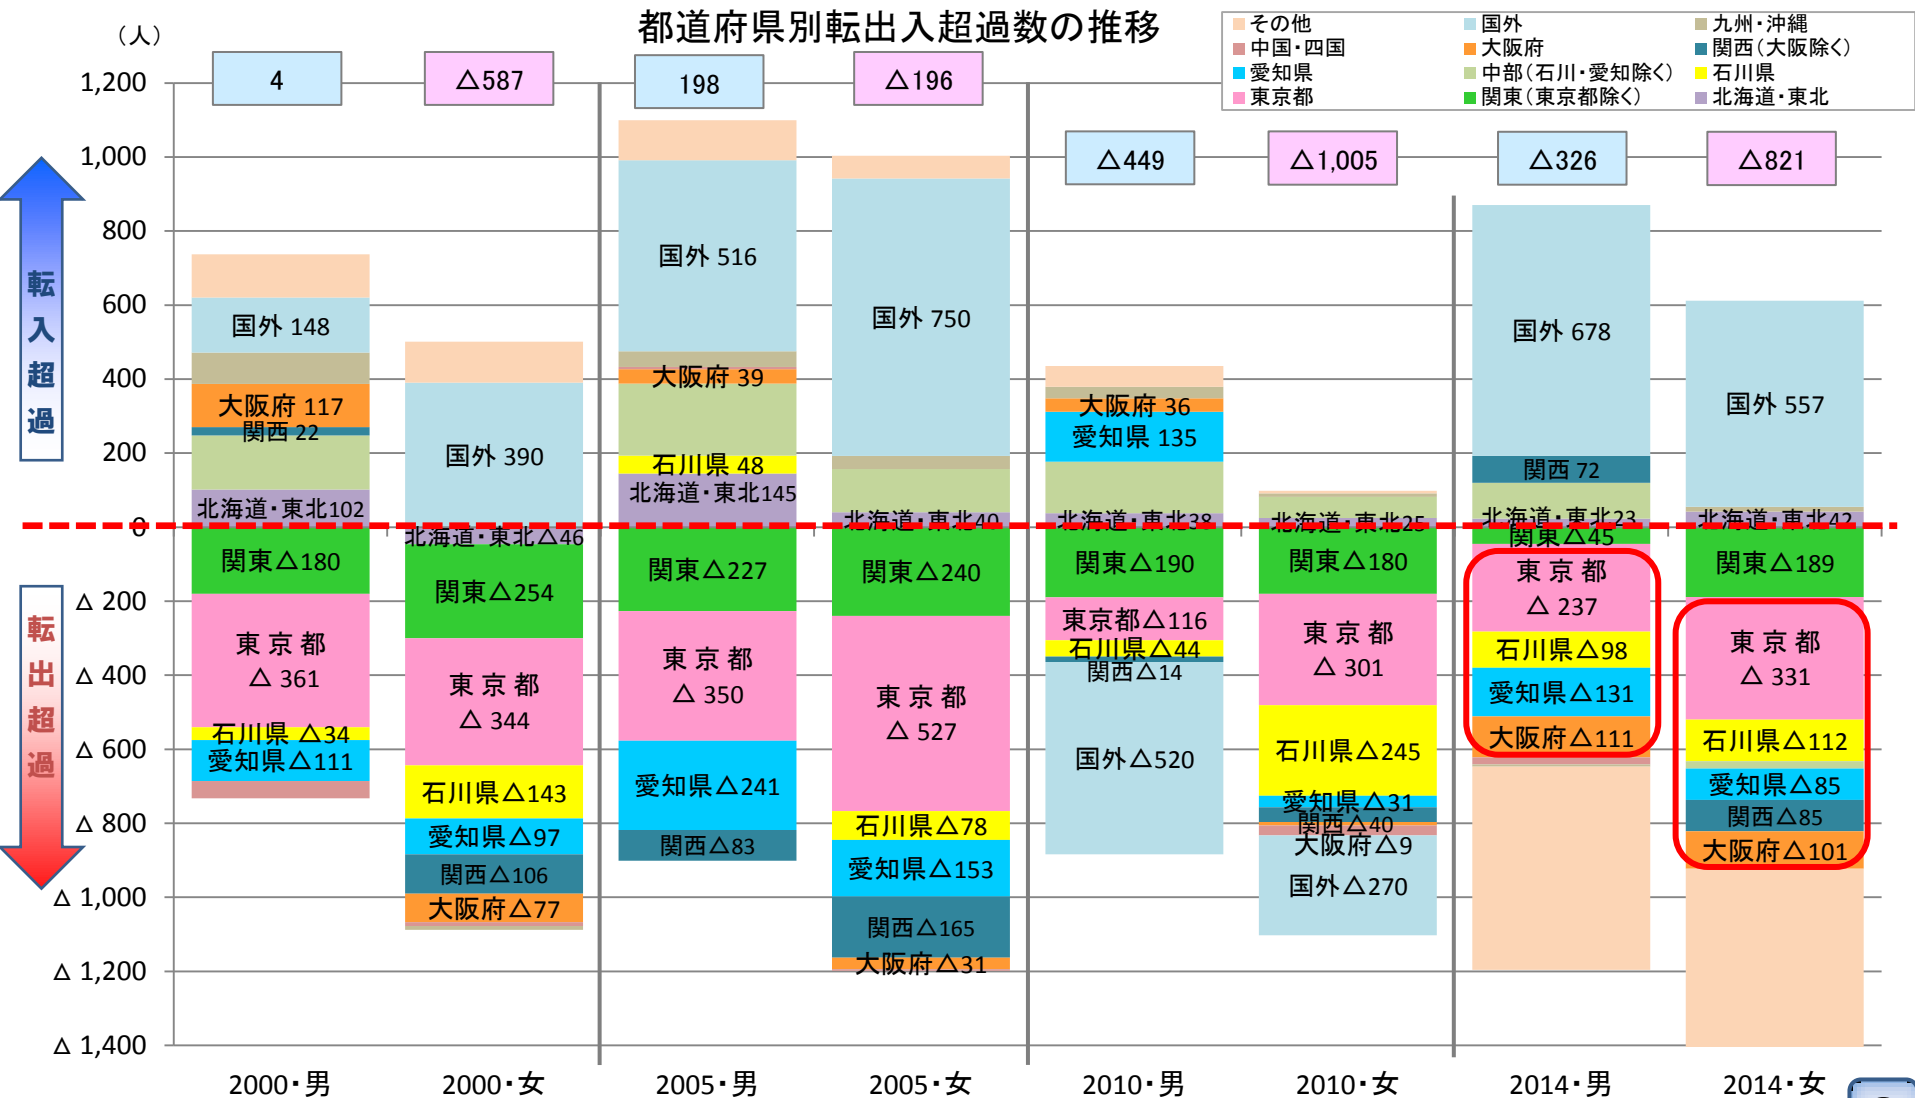 都道府県別転出入超過数の推移
（人）
その他
国外
九州・沖縄
中国・四国
大阪府
関西（大阪除く）
愛知県
中部（石川・愛知除く）
石川県
東京都
関東（東京都除く）
北海道・東北
4
△587
198
△196
△449
△1,005
△326
△821
1,200
1,000
800
600
400
200
0
△ 200
△ 400
△ 600
△ 800
△ 1,000
△ 1,200
△ 1,400
転入超過
転出超過
国外 148
大阪府 117
関西 22
北海道・東北102
関東△180
東 京 都
△ 361
石川県 △34
愛知県△111
国外 390
北海道・東北△46
関東△254
東 京 都
△ 344
石川県△143
愛知県△97
関西△106
大阪府△77
国外 516
大阪府 39
石川県 48
北海道・東北145
関東△227
東 京 都
△ 350
愛知県△241
関西△83
国外 750
北海道・東北40
関東△240
東 京 都
△ 527
石川県△78
愛知県△153
関西△165
大阪府△31
大阪府 36
愛知県 135
北海道・東北38
関東△190
東京都△116
石川県△44
関西△14
国外△520
北海道・東北25
関東△180
東 京 都
△ 301
石川県△245
愛知県△31
関西△40
大阪府△9
国外△270
国外 678
関西 72
北海道・東北23
関東△45
東 京 都
△ 237
石川県△98
愛知県△131
大阪府△111
国外 557
北海道・東北42
関東△189
東 京 都
△ 331
石川県△112
愛知県△85
関西△85
大阪府△101
2000・男
2000・女
2005・男
2005・女
2010・男
2010・女
2014・男
2014・女